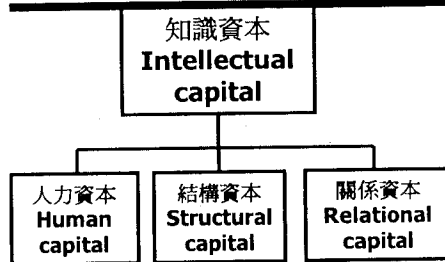 知識資本
Intellectual
capital
人力資本
Human
capital
結構資本
Structural
capital
關係資本
Relational
capital